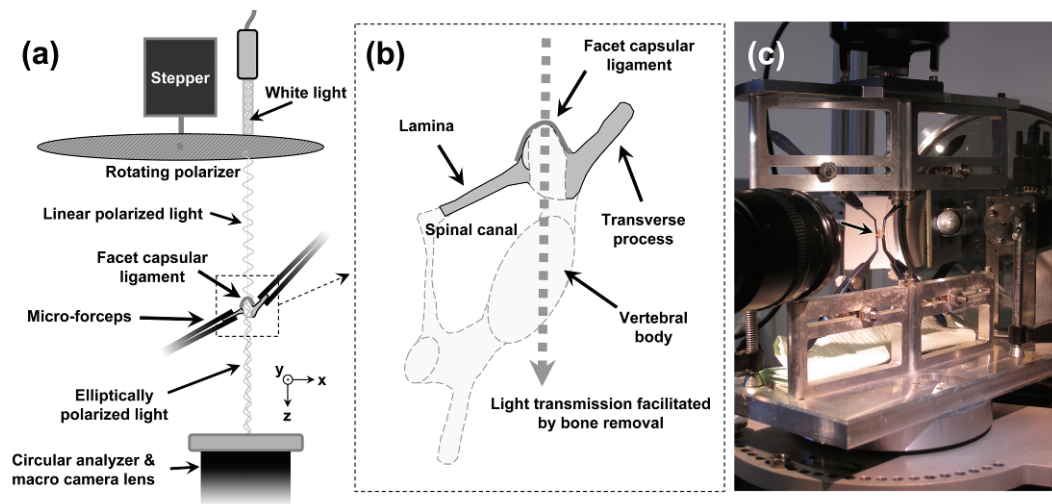 (a)
Stepper
White light
Rotating polarizer
Linear polarized light
Facet capsular
ligament
Micro-forceps
Elliptically
polarized light
y
x
z
Circular analyzer &
macro camera lens
(b)
Facet capsular
ligament
Lamina
Spinal canal
Transverse
process
Vertebral
body
Light transmission facilitated
by bone removal
(c)